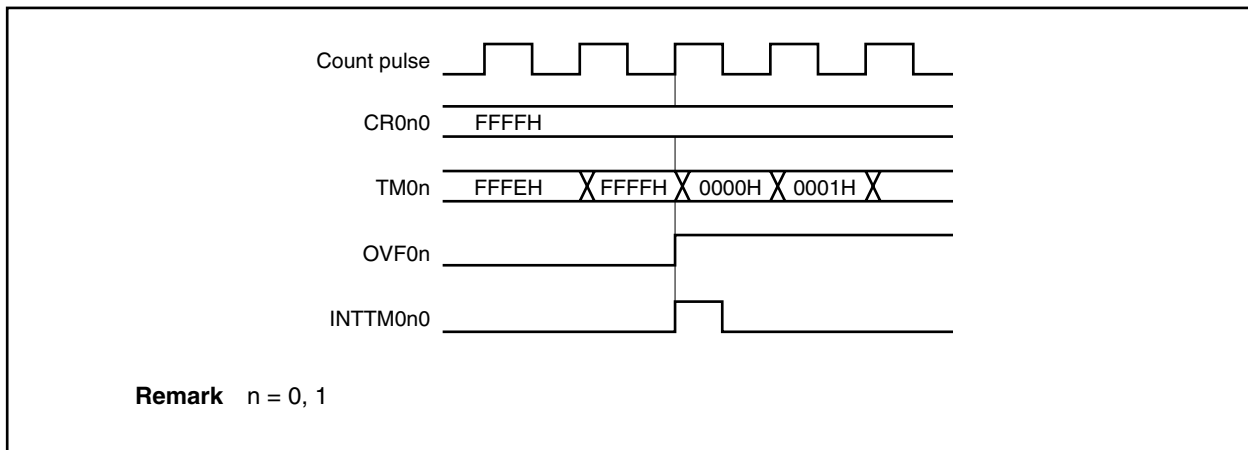 Count pulse
CR0n0 FFFFH
TM0n FFFEH FFFFH 0000H 0001H
OVF0n
INTTM0n0
Remark n = 0, 1